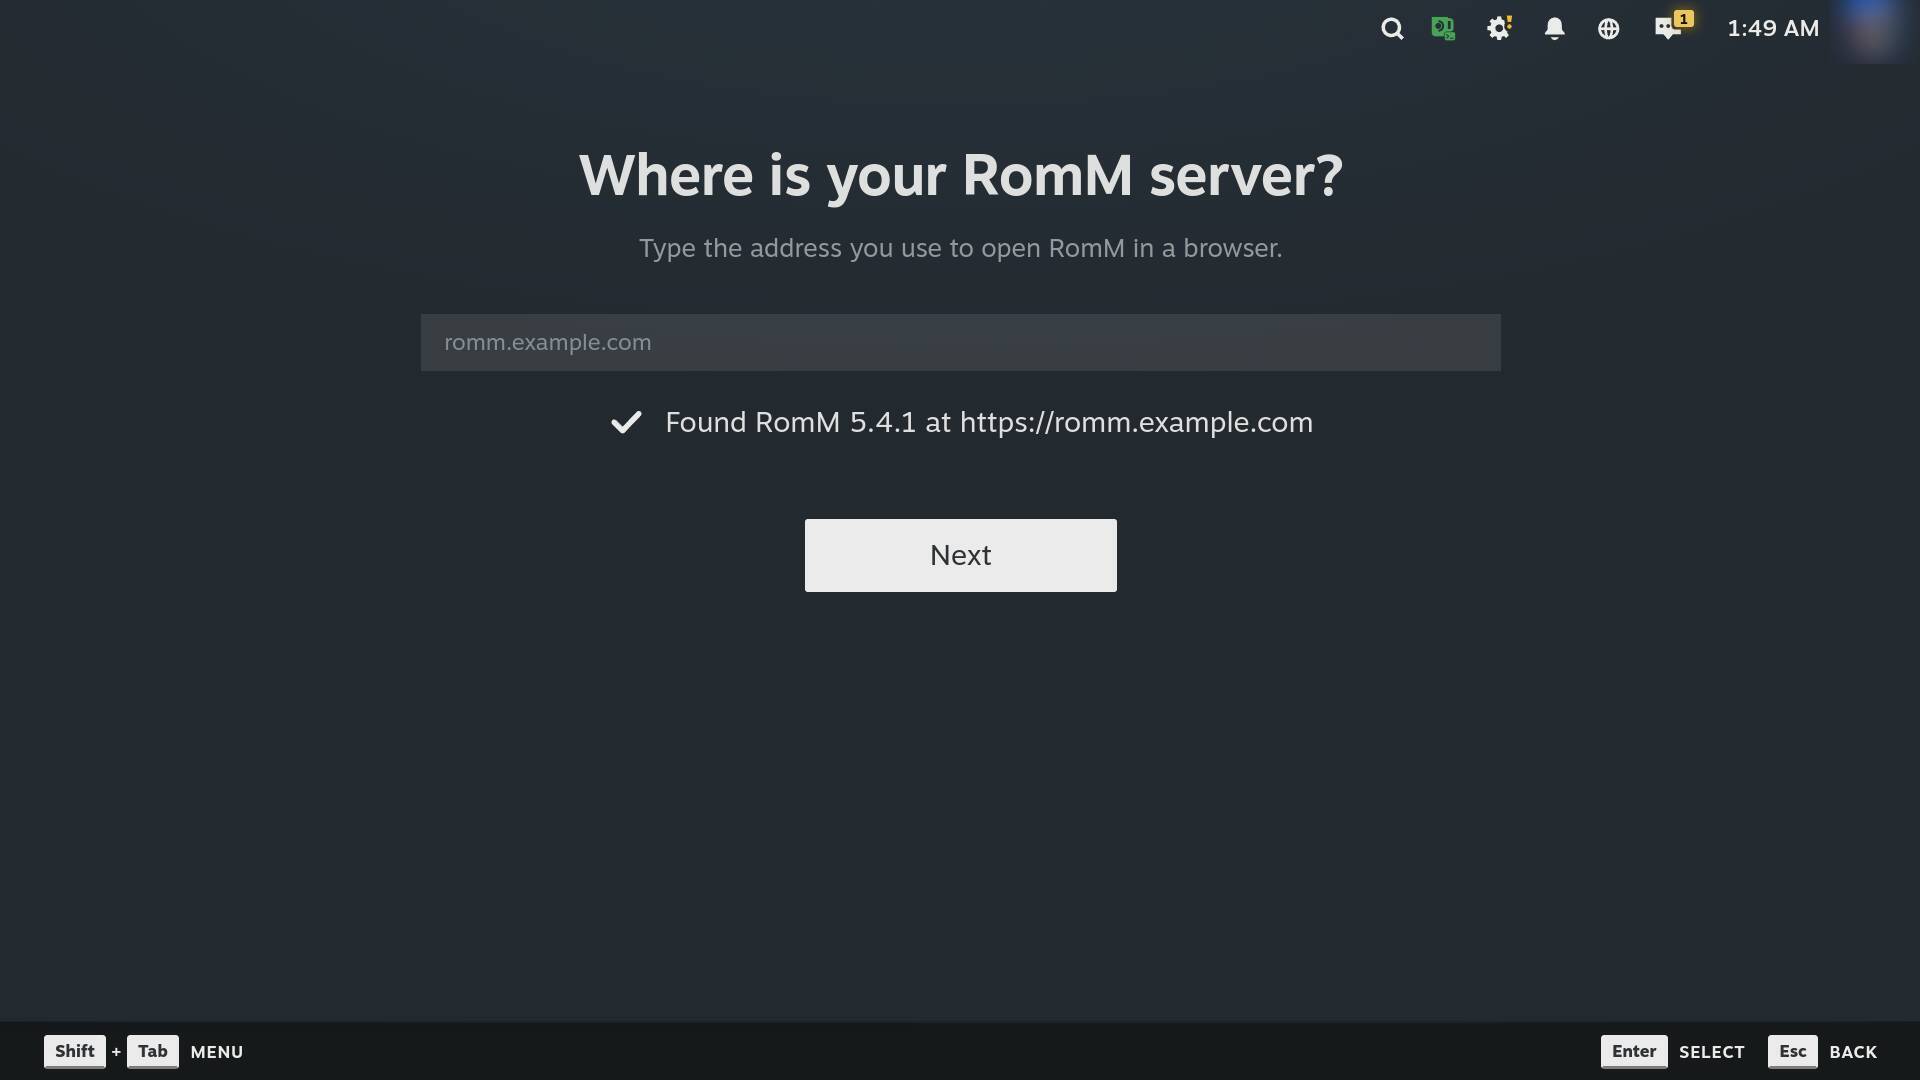 1
1:49 AM
Where is your RomM server?
Type the address you use to open RomM in a browser.
romm.example.com
Found RomM 5.4.1 at https://romm.example.com
Next
Shift + Tab MENU
Enter SELECT Esc BACK